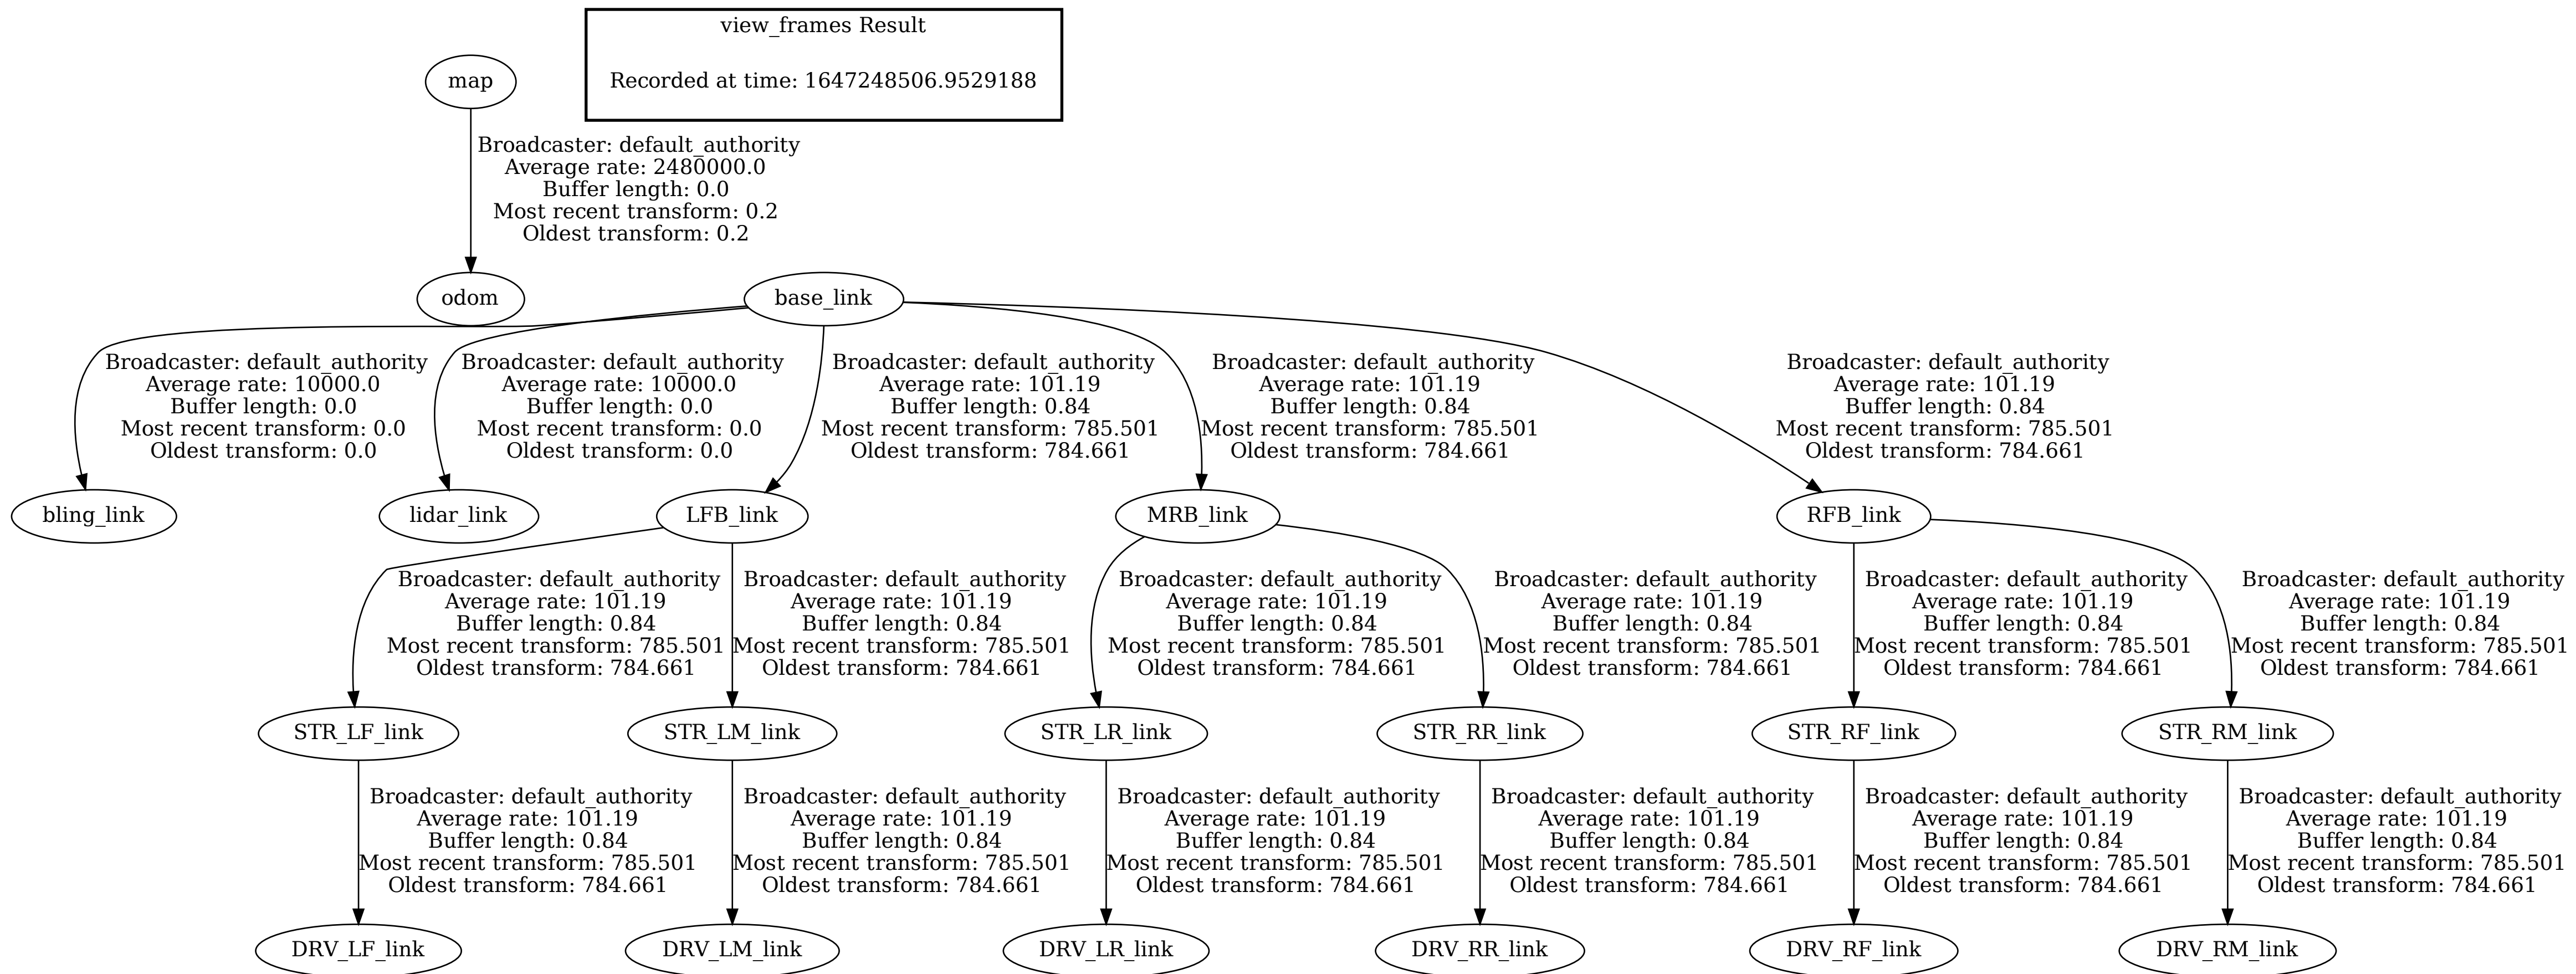 view_frames Result
Recorded at time: 1647248506.9529188
map
Broadcaster: default_authority
Average rate: 2480000.0
Buffer length: 0.0
Most recent transform: 0.2
Oldest transform: 0.2
odom
base_link
Broadcaster: default_authority
Average rate: 10000.0
Buffer length: 0.0
Most recent transform: 0.0
Oldest transform: 0.0
Broadcaster: default_authority
Average rate: 10000.0
Buffer length: 0.0
Most recent transform: 0.0
Oldest transform: 0.0
Broadcaster: default_authority
Average rate: 101.19
Buffer length: 0.84
Most recent transform: 785.501
Oldest transform: 784.661
Broadcaster: default_authority
Average rate: 101.19
Buffer length: 0.84
Most recent transform: 785.501
Oldest transform: 784.661
Broadcaster: default_authority
Average rate: 101.19
Buffer length: 0.84
Most recent transform: 785.501
Oldest transform: 784.661
bling_link
lidar_link
LFB_link
MRB_link
RFB_link
Broadcaster: default_authority
Average rate: 101.19
Buffer length: 0.84
Most recent transform: 785.501
Oldest transform: 784.661
Broadcaster: default_authority
Average rate: 101.19
Buffer length: 0.84
Most recent transform: 785.501
Oldest transform: 784.661
Broadcaster: default_authority
Average rate: 101.19
Buffer length: 0.84
Most recent transform: 785.501
Oldest transform: 784.661
Broadcaster: default_authority
Average rate: 101.19
Buffer length: 0.84
Most recent transform: 785.501
Oldest transform: 784.661
Broadcaster: default_authority
Average rate: 101.19
Buffer length: 0.84
Most recent transform: 785.501
Oldest transform: 784.661
Broadcaster: default_authority
Average rate: 101.19
Buffer length: 0.84
Most recent transform: 785.501
Oldest transform: 784.661
STR_LF_link
STR_LM_link
STR_LR_link
STR_RR_link
STR_RF_link
STR_RM_link
Broadcaster: default_authority
Average rate: 101.19
Buffer length: 0.84
Most recent transform: 785.501
Oldest transform: 784.661
Broadcaster: default_authority
Average rate: 101.19
Buffer length: 0.84
Most recent transform: 785.501
Oldest transform: 784.661
Broadcaster: default_authority
Average rate: 101.19
Buffer length: 0.84
Most recent transform: 785.501
Oldest transform: 784.661
Broadcaster: default_authority
Average rate: 101.19
Buffer length: 0.84
Most recent transform: 785.501
Oldest transform: 784.661
Broadcaster: default_authority
Average rate: 101.19
Buffer length: 0.84
Most recent transform: 785.501
Oldest transform: 784.661
Broadcaster: default_authority
Average rate: 101.19
Buffer length: 0.84
Most recent transform: 785.501
Oldest transform: 784.661
DRV_LF_link
DRV_LM_link
DRV_LR_link
DRV_RR_link
DRV_RF_link
DRV_RM_link